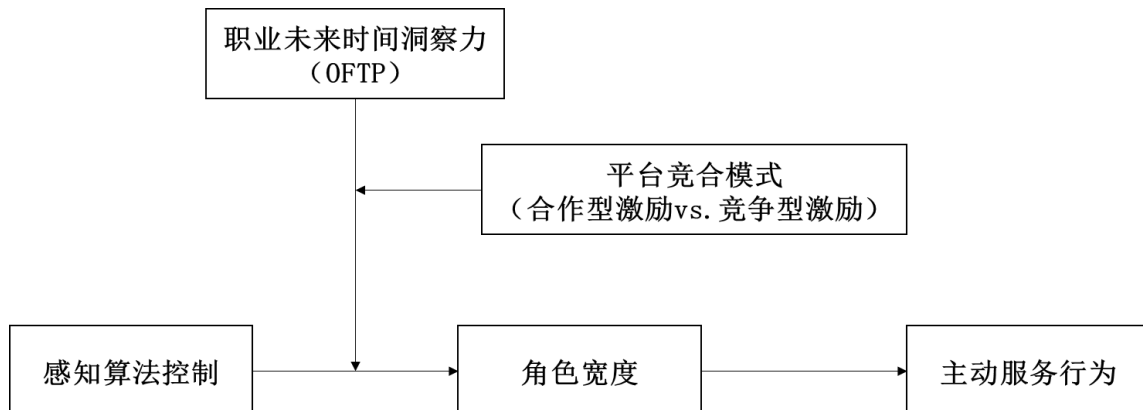 职业未来时间洞察力
（OFTP）
平台竞合模式
（合作型激励vs.竞争型激励）
感知算法控制
角色宽度
主动服务行为